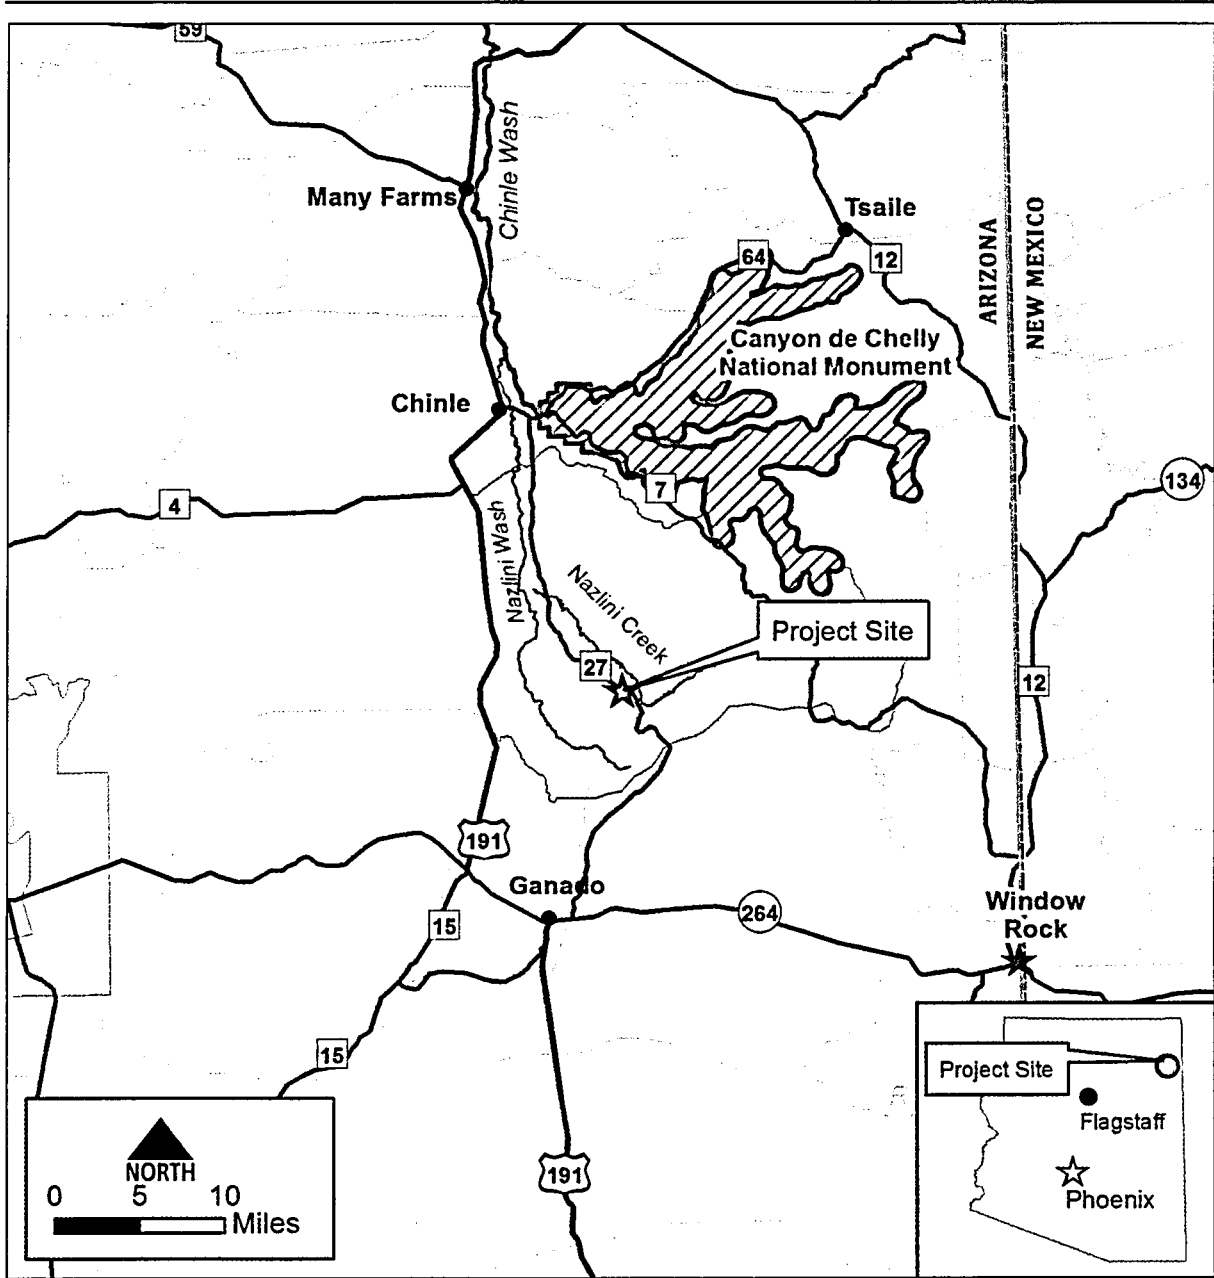 59
Chinle Wash
Many Farms
Tsaile
64
12
ARIZONA
NEW MEXICO
Canyon de Chelly
National Monument
Chinle
7
134
4
Nazlini Wash
Nazlini Creek
Project Site
27
12
191
Ganado
264
Window
Rock
15
15
Project Site
Flagstaff
Phoenix
191
NORTH
0 5 10
Miles